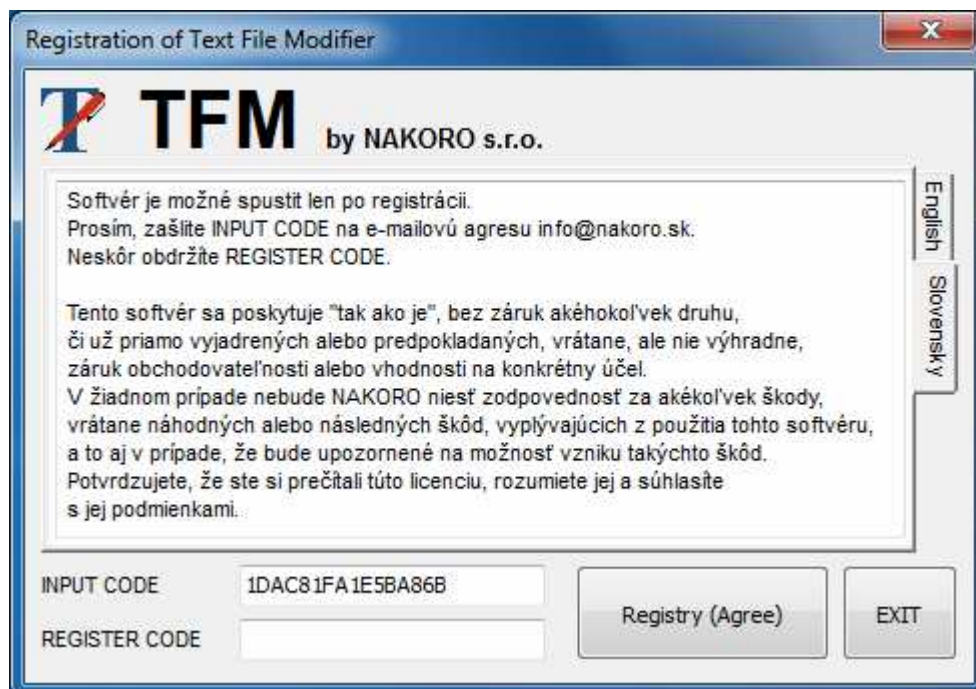 Registration of Text File Modifier
TFM by NAKORO s.r.o.
Softvér je možné spustit len po registrácii.
Prosím, zašlite INPUT CODE na e-mailovú agresu info@nakoro.sk.
Neskôr obdržíte REGISTER CODE.
Tento softvér sa poskytuje "tak ako je", bez záruk akéhokoľvek druhu,
či už priamo vyjadrených alebo predpokladaných, vrátane, ale nie výhradne,
záruk obchodovateľnosti alebo vhodnosti na konkrétny účel.
V žiadnom prípade nebude NAKORO niesť zodpovednosť za akékoľvek škody,
vrátane náhodných alebo následných škôd, vyplývajúcich z použitia tohto softvéru,
a to aj v prípade, že bude upozornené na možnosť vzniku takýchto škôd.
Potvrdzujete, že ste si prečítali túto licenciu, rozumiete jej a súhlasíte
s jej podmienkami.
English
Slovensky
INPUT CODE 1DAC81FA1E5BA86B
REGISTER CODE
Registry (Agree)
EXIT